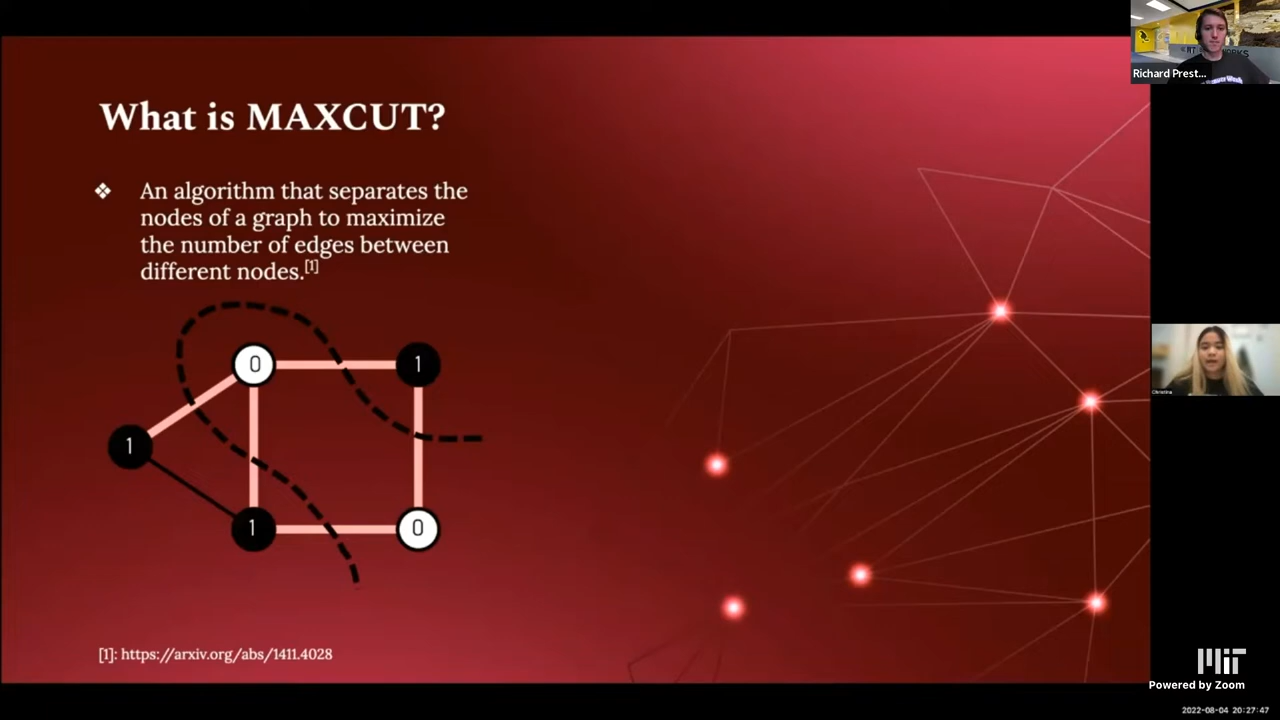 Richard Prest...
What is MAXCUT?
❖ An algorithm that separates the
nodes of a graph to maximize
the number of edges between
different nodes.[1]
0
1
1
1
0
Christina
[1]: https://arxiv.org/abs/1411.4028
MIT
Powered by Zoom
2022-08-04 20:27:47